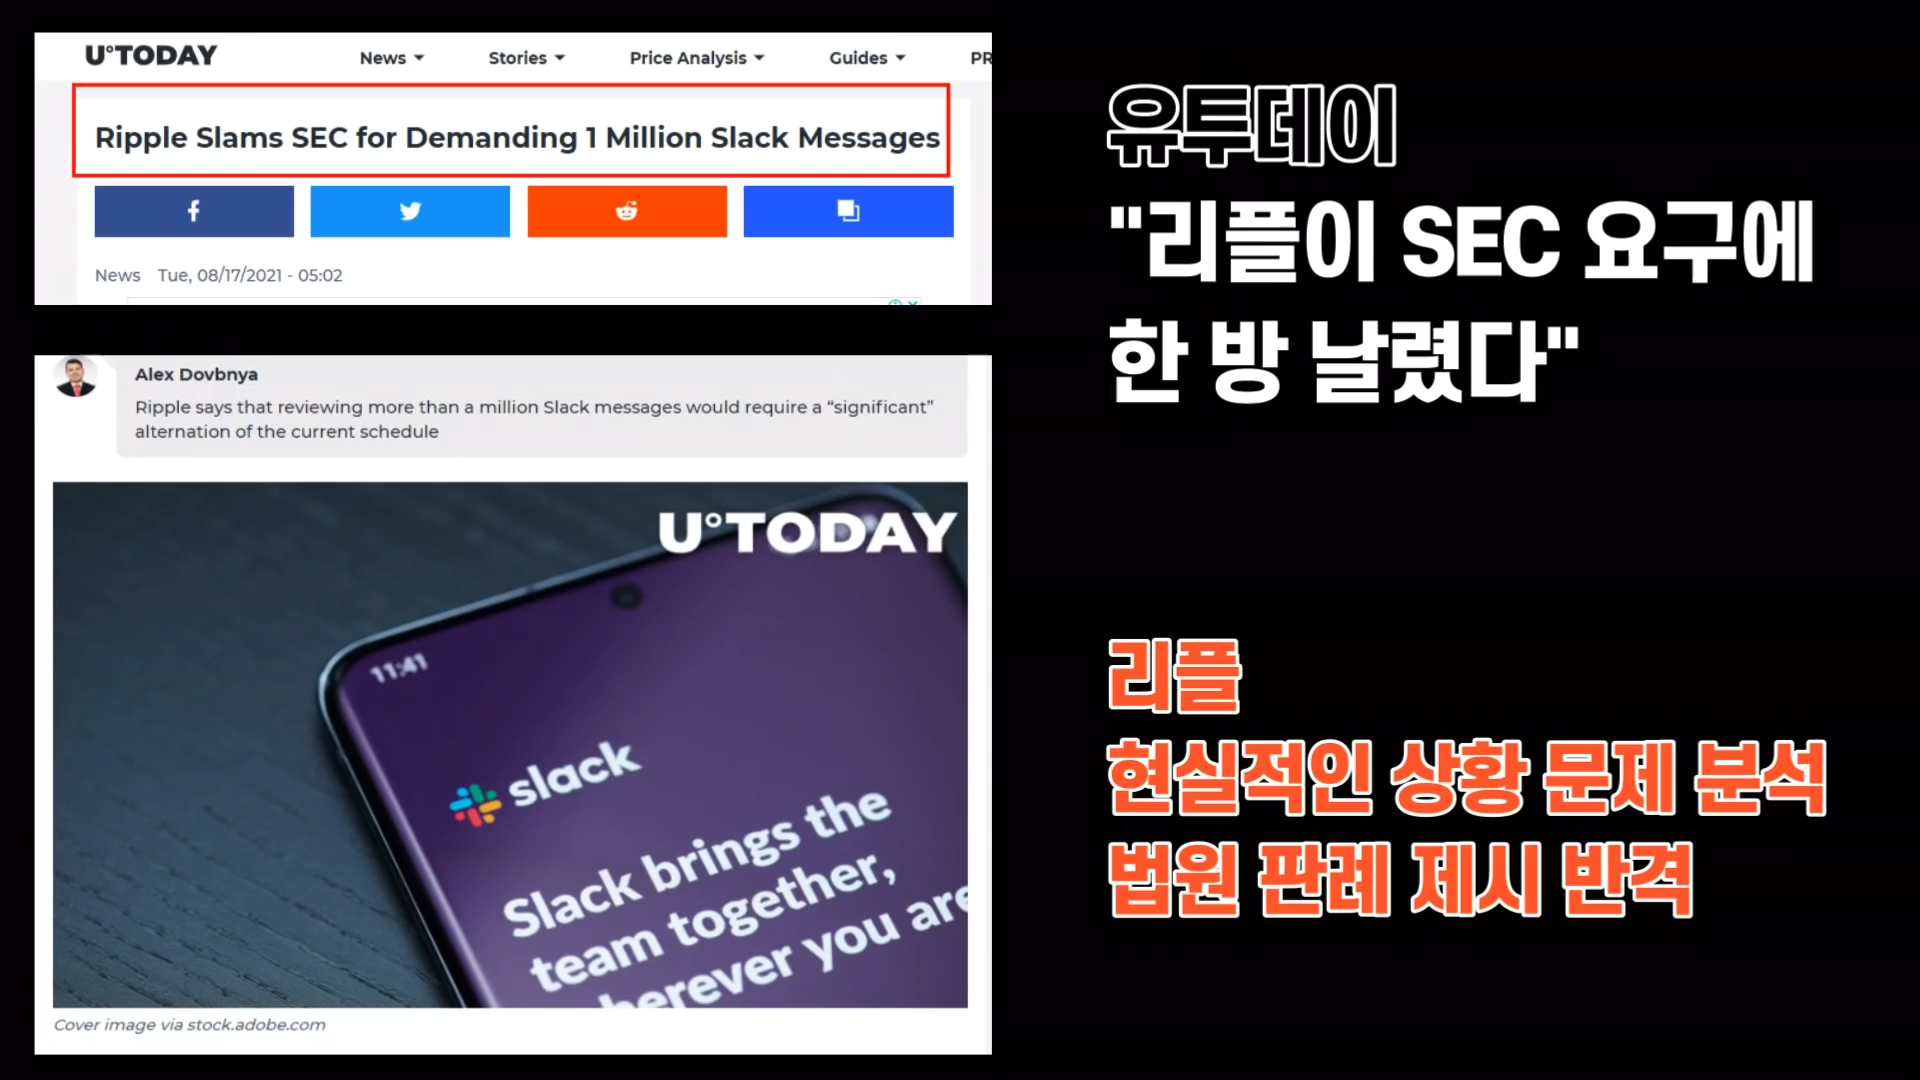 U°TODAY
News Stories Price Analysis Guides PR
Ripple Slams SEC for Demanding 1 Million Slack Messages
News Tue, 08/17/2021 - 05:02
Alex Dovbnya
Ripple says that reviewing more than a million Slack messages would require a “significant”
alternation of the current schedule
U°TODAY
11:41
slack
Slack brings the
team together,
wherever you are
Cover image via stock.adobe.com
유투데이
"리플이 SEC 요구에
한 방 날렸다"
리플
현실적인 상황 문제 분석
법원 판례 제시 반격